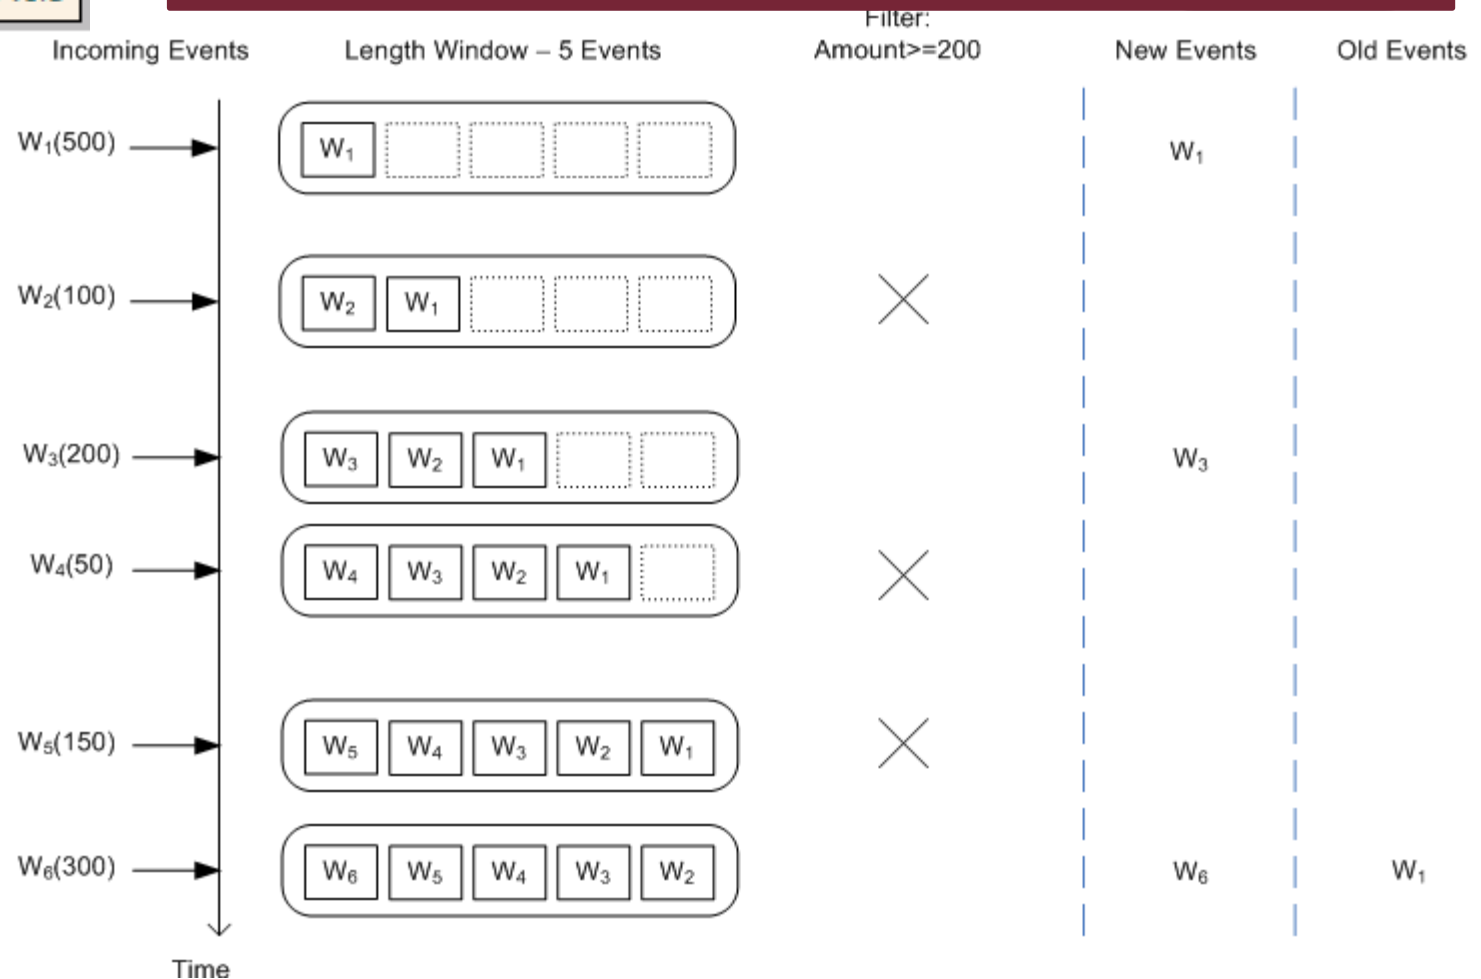 Filter:
Incoming Events Length Window – 5 Events Amount>=200 New Events Old Events
W₁(500) W₁ W₁
W₂(100) W₂ W₁
W₃(200) W₃ W₂ W₁ W₃
W₄(50) W₄ W₃ W₂ W₁
W₅(150) W₅ W₄ W₃ W₂ W₁
W₆(300) W₆ W₅ W₄ W₃ W₂ W₆ W₁
Time